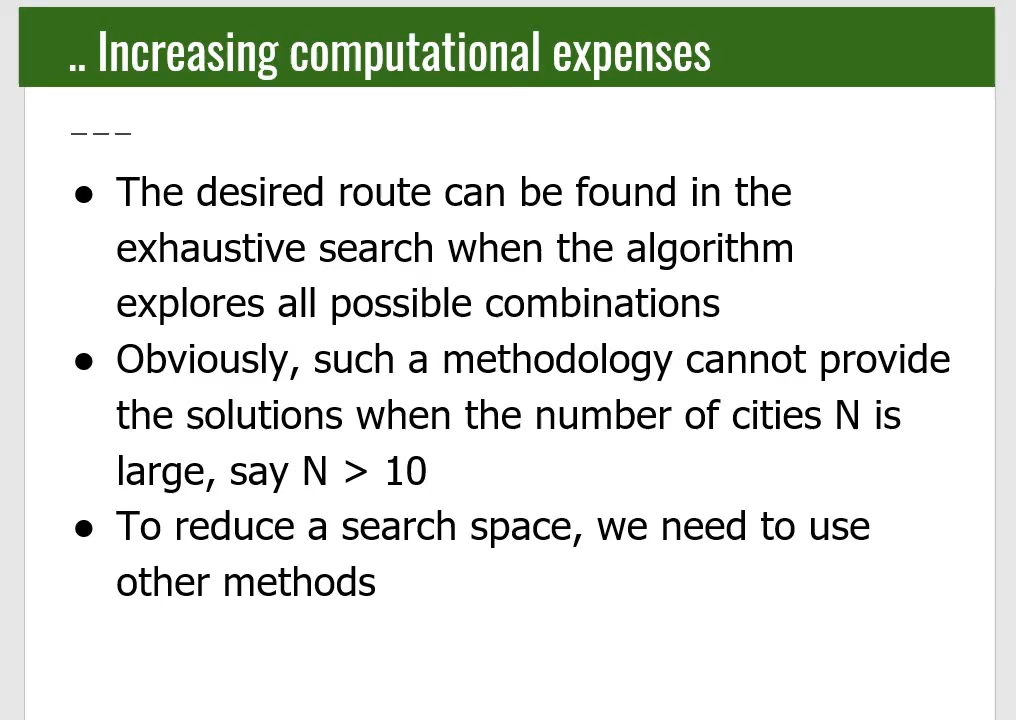 .. Increasing computational expenses
___
● The desired route can be found in the
exhaustive search when the algorithm
explores all possible combinations
● Obviously, such a methodology cannot provide
the solutions when the number of cities N is
large, say N > 10
● To reduce a search space, we need to use
other methods